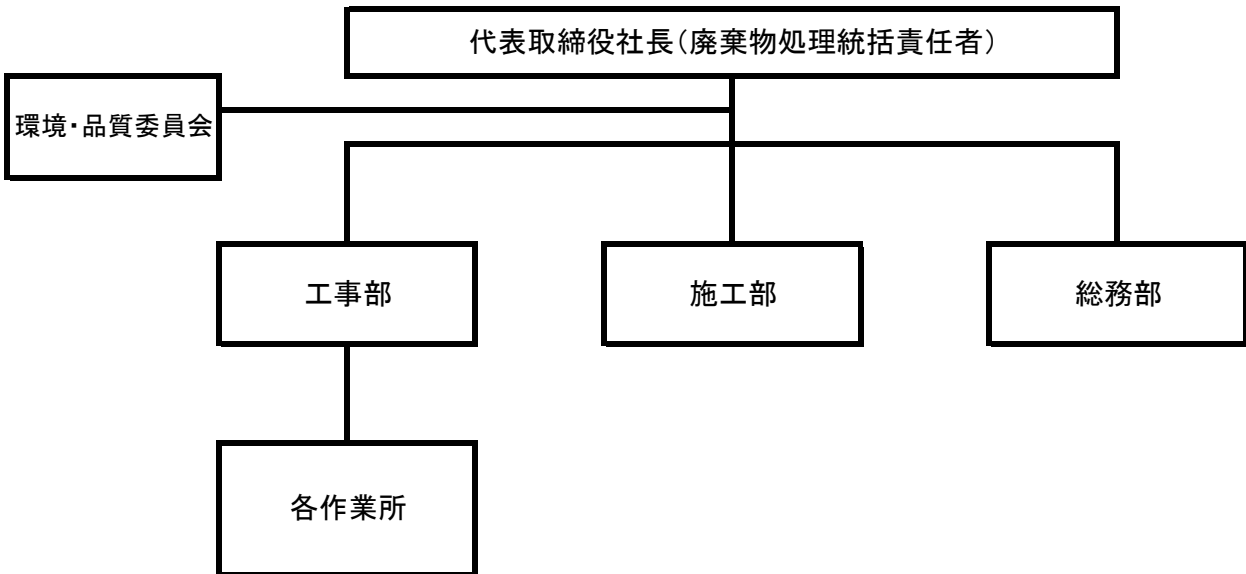 代表取締役社長（廃棄物処理統括責任者）
環境・品質委員会
工事部
施工部
総務部
各作業所